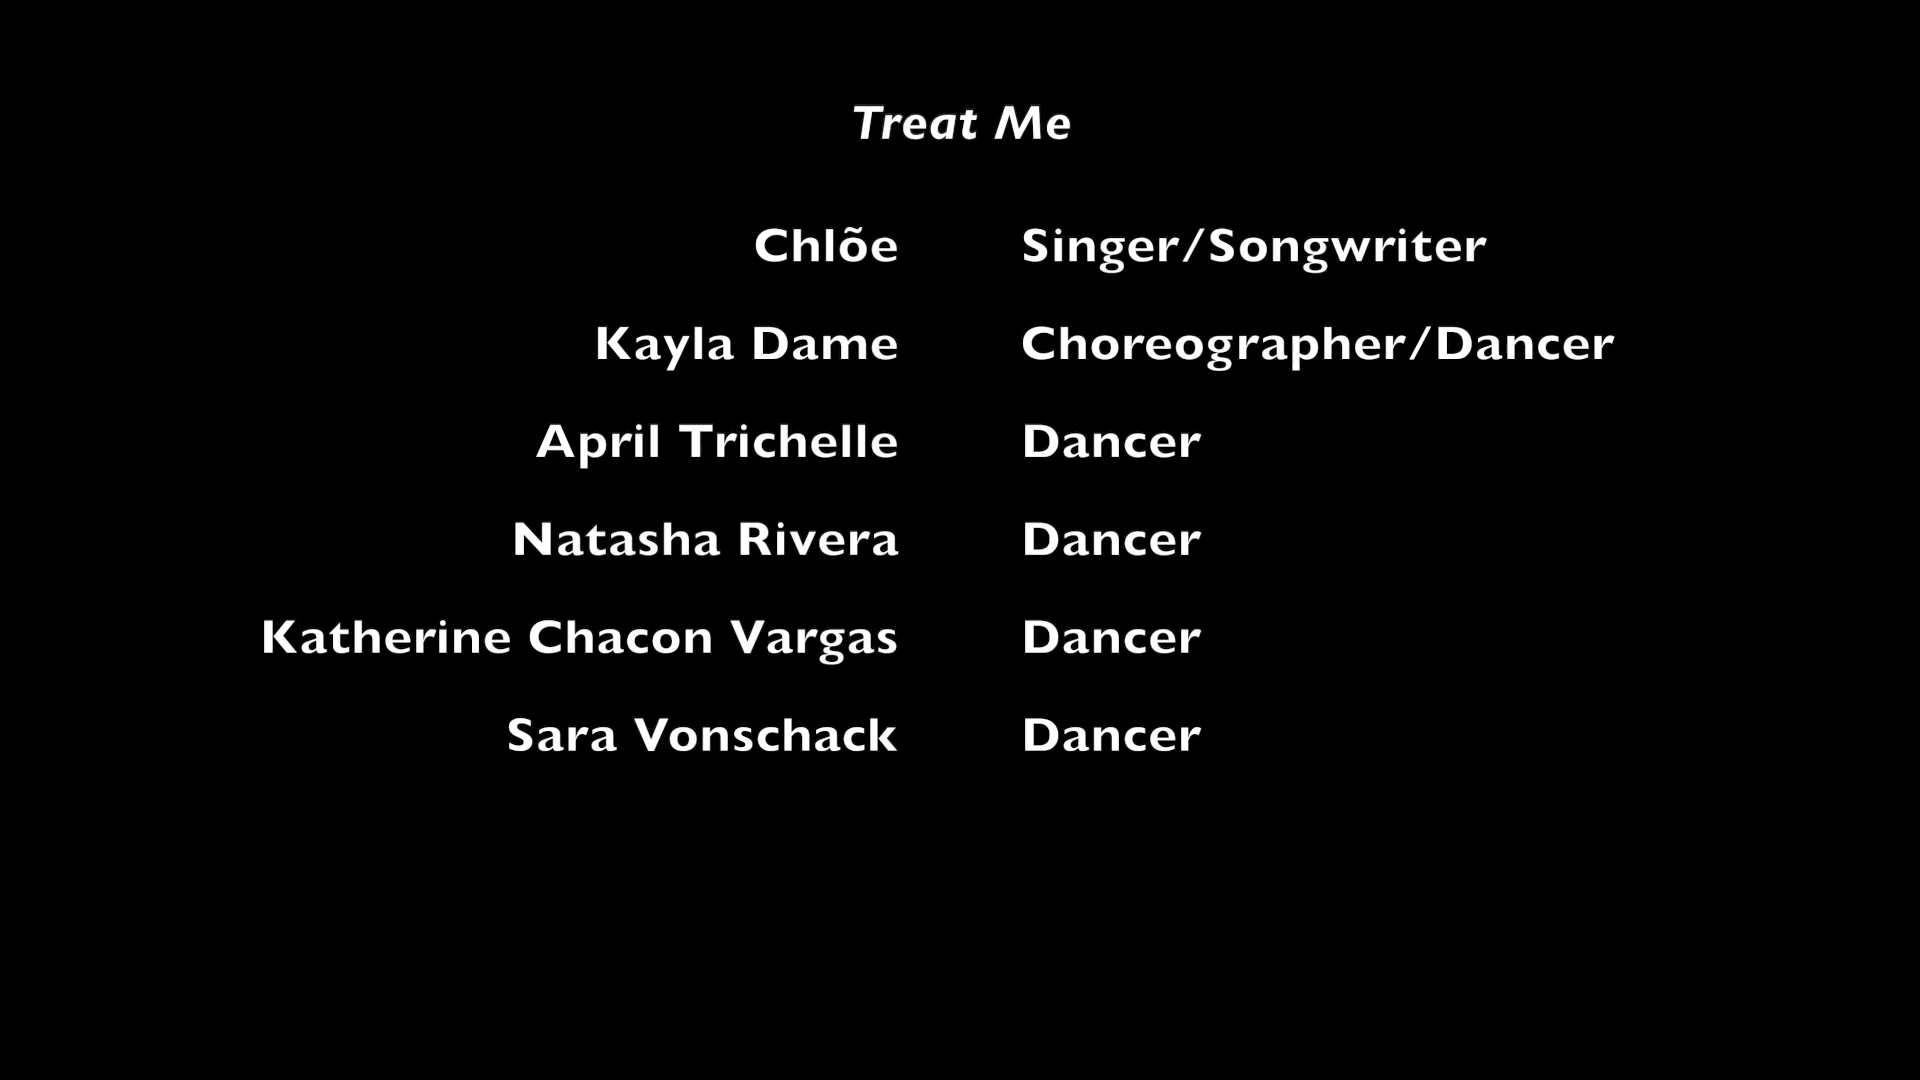 Treat Me
Chlõe Singer/Songwriter
Kayla Dame Choreographer/Dancer
April Trichelle Dancer
Natasha Rivera Dancer
Katherine Chacon Vargas Dancer
Sara Vonschack Dancer